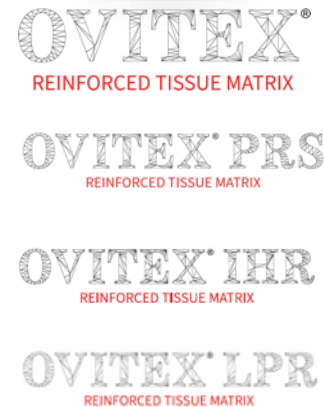 OVITEX®
REINFORCED TISSUE MATRIX
OVITEX® PRS
REINFORCED TISSUE MATRIX
OVITEX® IHR
REINFORCED TISSUE MATRIX
OVITEX® LPR
REINFORCED TISSUE MATRIX